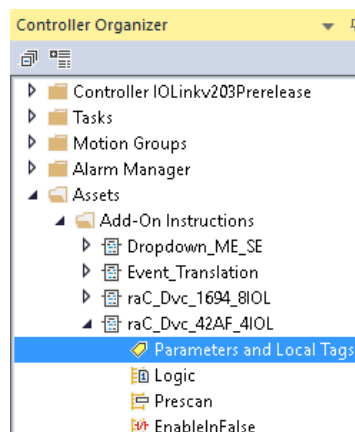 Controller Organizer
Controller IOLinkv203Prerelease
Tasks
Motion Groups
Alarm Manager
Assets
Add-On Instructions
Dropdown_ME_SE
Event_Translation
raC_Dvc_1694_8IOL
raC_Dvc_42AF_4IOL
Parameters and Local Tags
Logic
Prescan
EnableInFalse